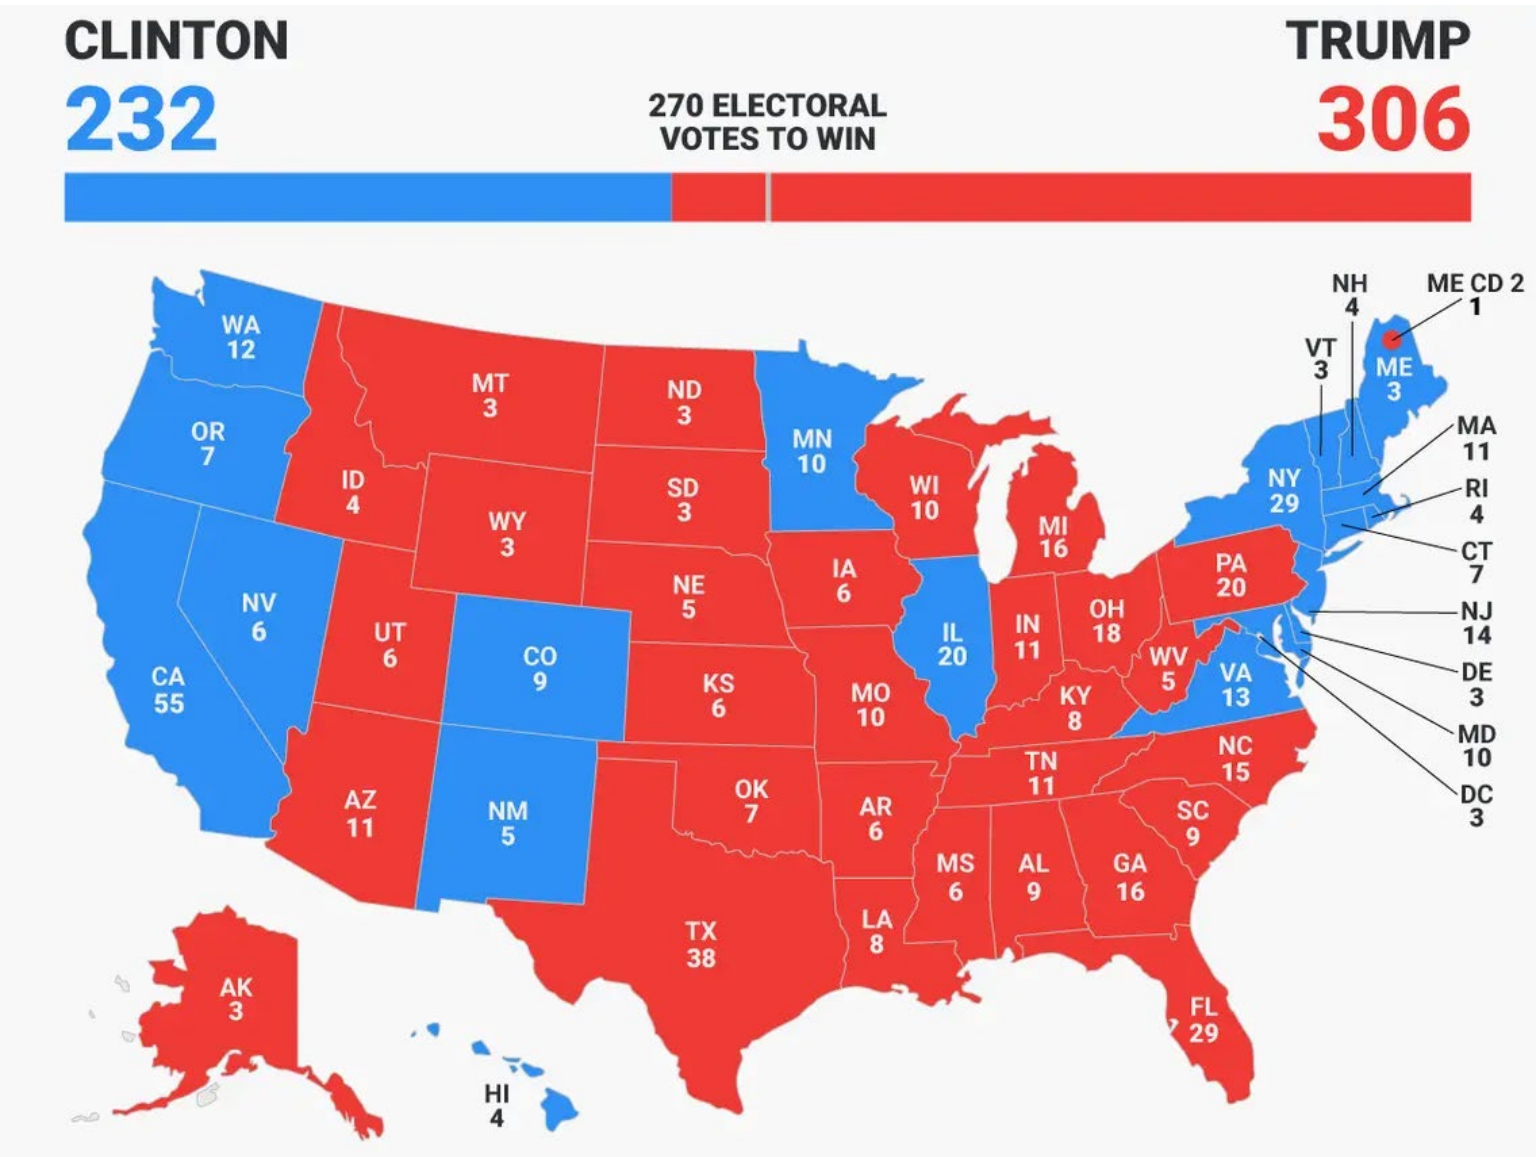 CLINTON
232
270 ELECTORAL
VOTES TO WIN
TRUMP
306
WA
12
OR
7
CA
55
NV
6
ID
4
MT
3
WY
3
UT
6
CO
9
AZ
11
NM
5
ND
3
SD
3
NE
5
KS
6
OK
7
TX
38
MN
10
IA
6
MO
10
AR
6
LA
8
WI
10
IL
20
MI
16
IN
11
OH
18
KY
8
TN
11
MS
6
AL
9
GA
16
FL
29
SC
9
NC
15
VA
13
WV
5
PA
20
NY
29
VT
3
NH
4
ME CD 2
1
ME
3
MA
11
RI
4
CT
7
NJ
14
DE
3
MD
10
DC
3
AK
3
HI
4